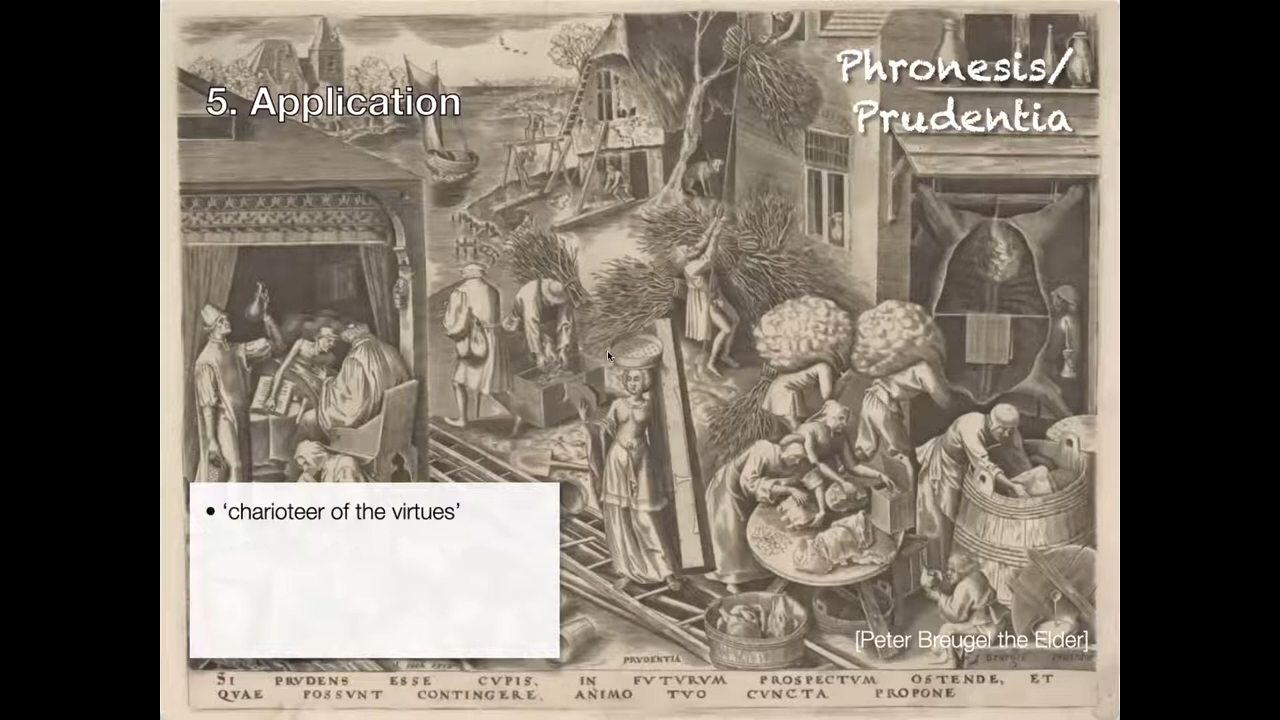 5. Application
Phronesis/
Prudentia
• ‘charioteer of the virtues’
[Peter Breugel the Elder]
PRVDENTIA
SI PRVDENS ESSE CVPIS, IN FVTVRVM PROSPECTVM OSTENDE, ET
QVAE POSSVNT CONTINGERE, ANIMO TVO CVNCTA PROPONE